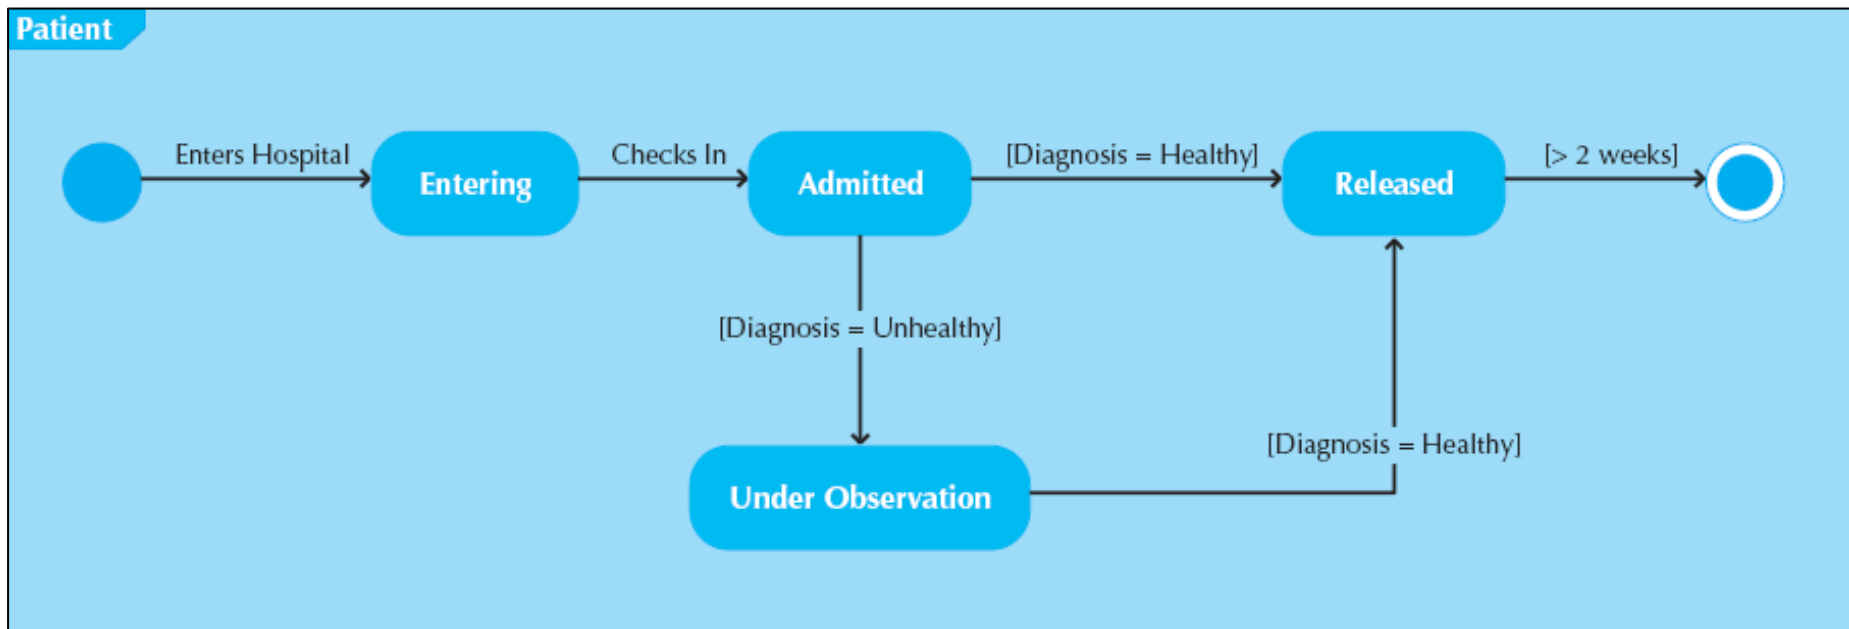 Patient
Enters Hospital
Entering
Checks In
Admitted
[Diagnosis = Healthy]
Released
[> 2 weeks]
[Diagnosis = Unhealthy]
[Diagnosis = Healthy]
Under Observation